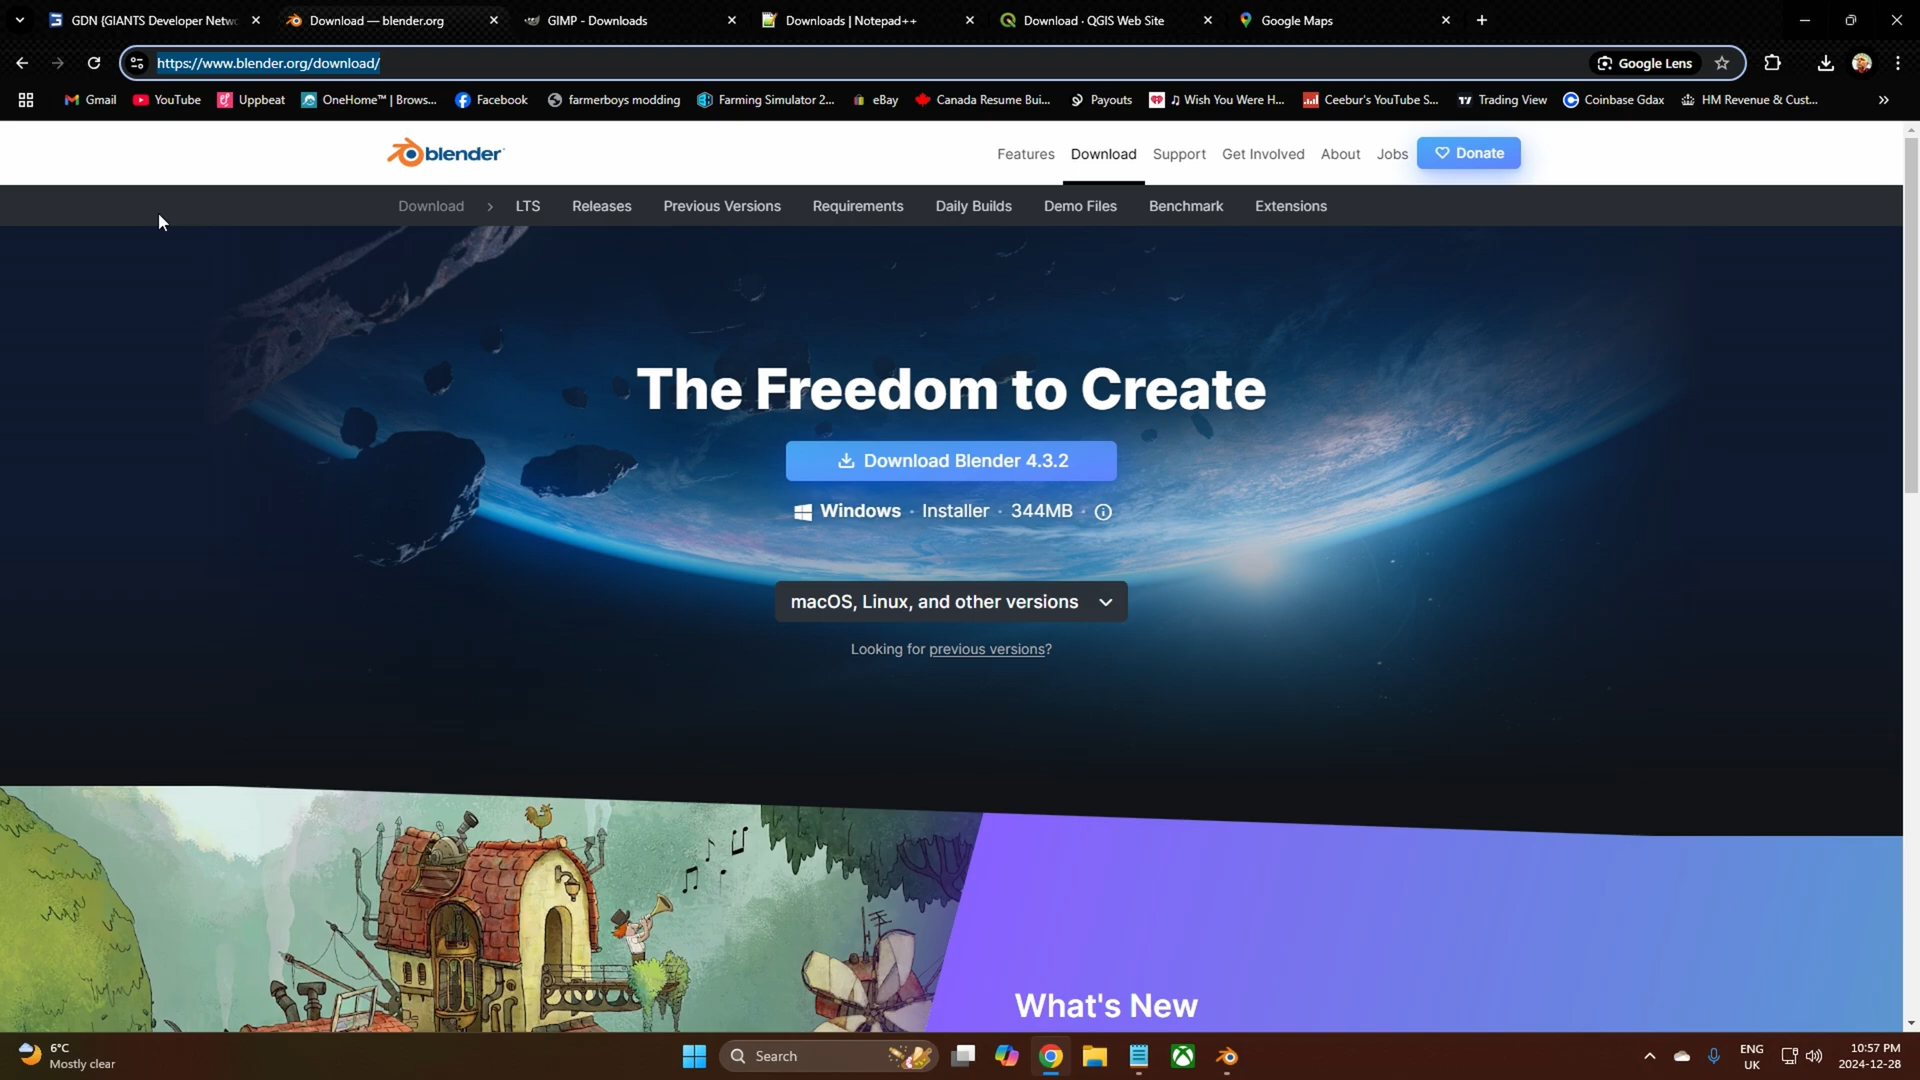 GDN {GIANTS Developer Netw
Download — blender.org
GIMP - Downloads
Downloads | Notepad++
Download · QGIS Web Site
Google Maps
https://www.blender.org/download/
Google Lens
Gmail
YouTube
Uppbeat
OneHome™ | Brows...
Facebook
farmerboys modding
Farming Simulator 2...
eBay
Canada Resume Bui...
Payouts
♫ Wish You Were H...
Ceebur's YouTube S...
Trading View
Coinbase Gdax
HM Revenue & Cust...
blender
Features
Download
Support
Get Involved
About
Jobs
Donate
Download
LTS
Releases
Previous Versions
Requirements
Daily Builds
Demo Files
Benchmark
Extensions
The Freedom to Create
Download Blender 4.3.2
Windows · Installer · 344MB ·
macOS, Linux, and other versions
Looking for previous versions?
What's New
6°C
Mostly clear
Search
ENG
UK
10:57 PM
2024-12-28